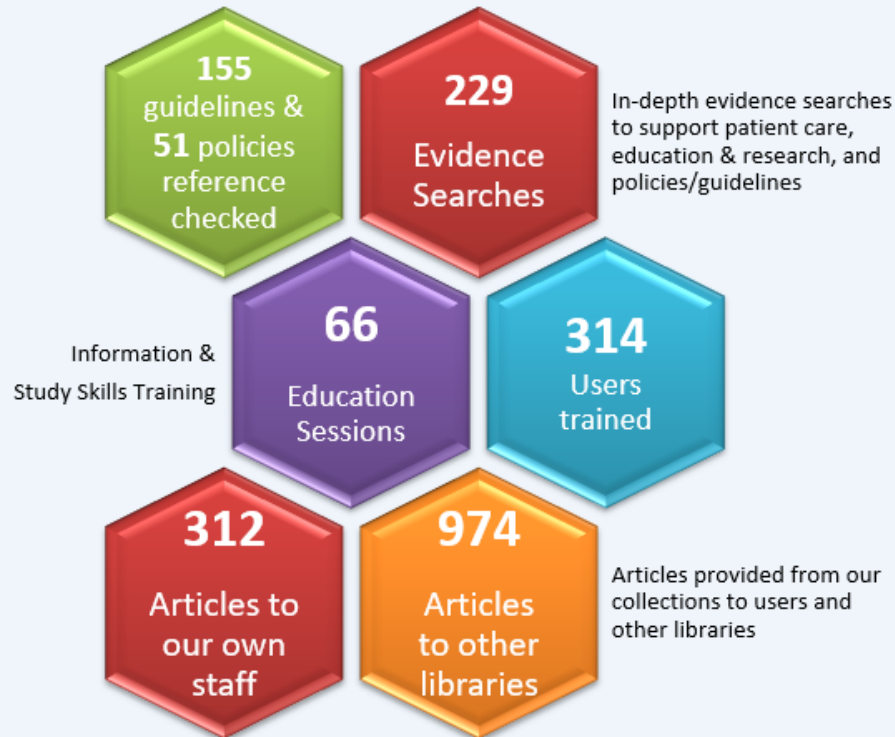 155
guidelines &
51 policies
reference
checked
229
Evidence
Searches
In-depth evidence searches
to support patient care,
education & research, and
policies/guidelines
Information &
Study Skills Training
66
Education
Sessions
314
Users
trained
312
Articles to
our own
staff
974
Articles
to other
libraries
Articles provided from our
collections to users and
other libraries